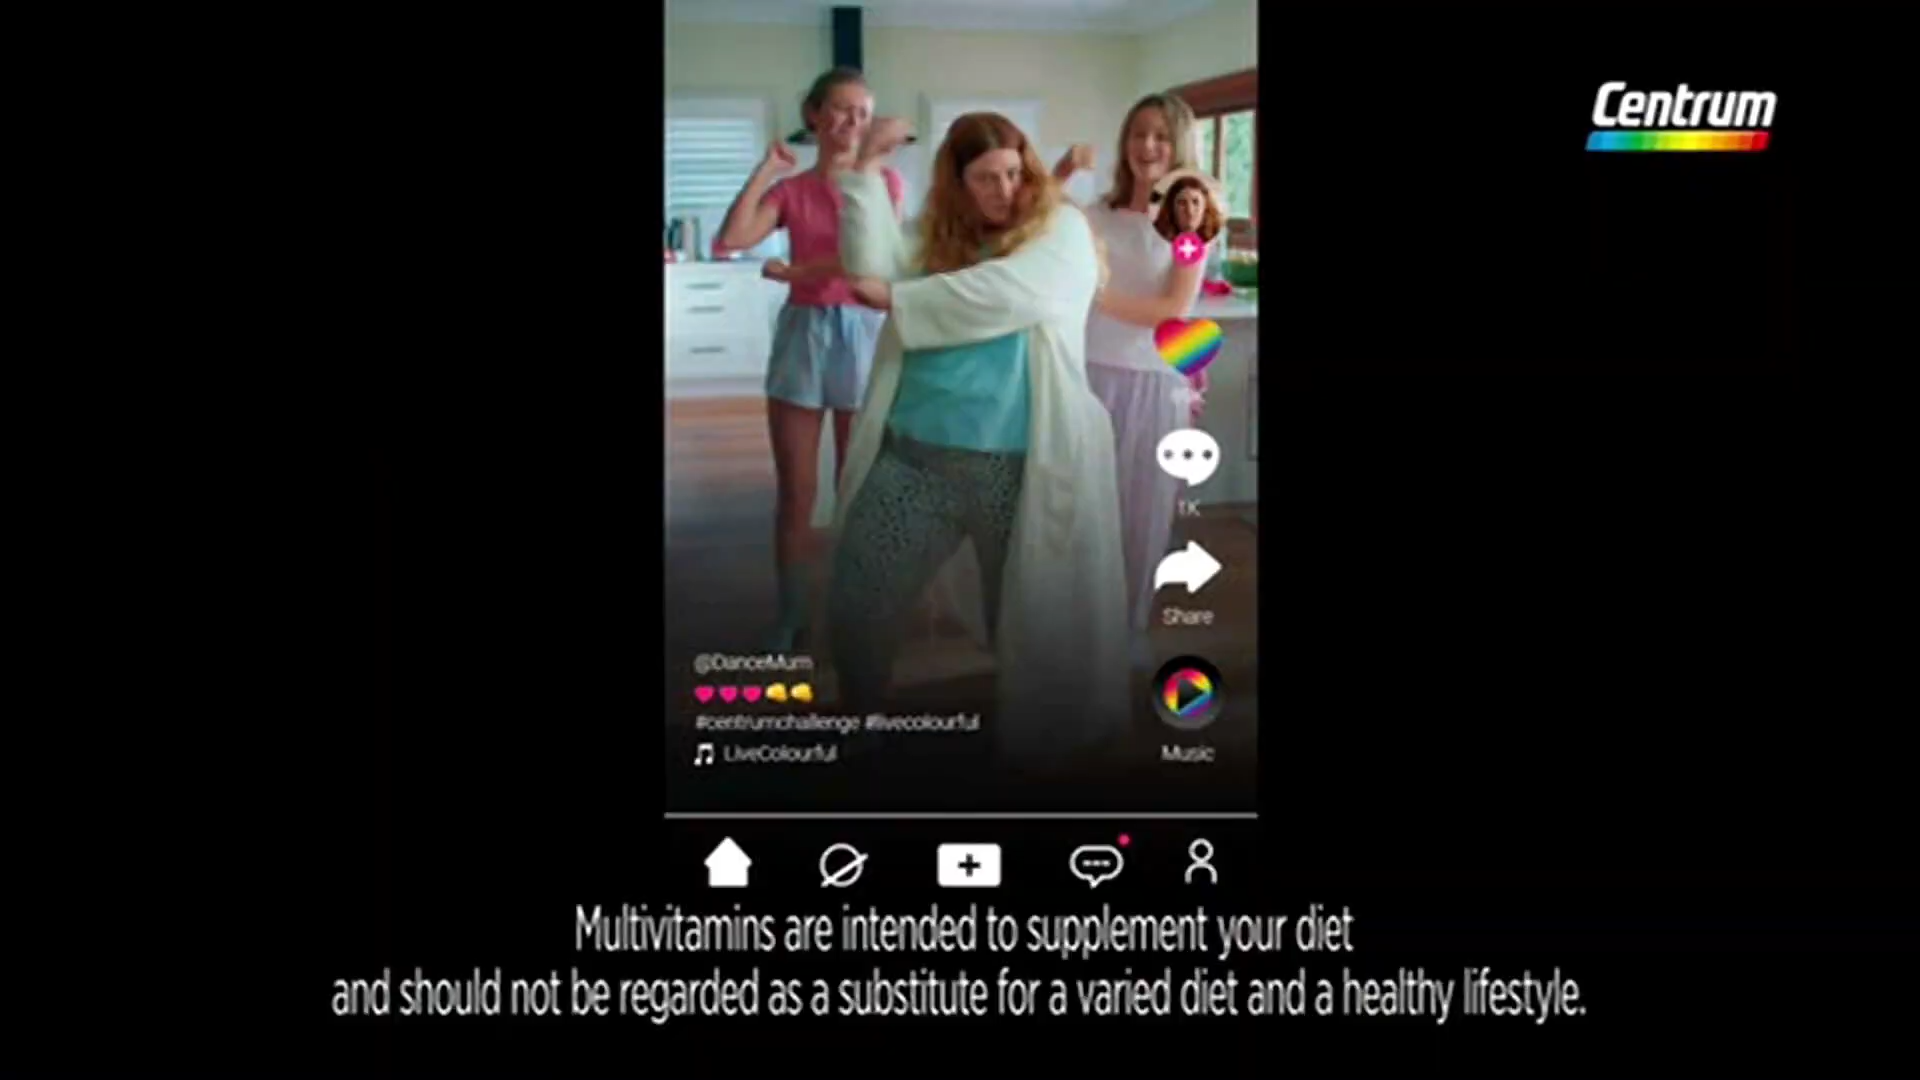 Centrum
1K
Share
@DanceMum
#centrumchallenge #livecolourful
LiveColourful
Music
Multivitamins are intended to supplement your diet
and should not be regarded as a substitute for a varied diet and a healthy lifestyle.